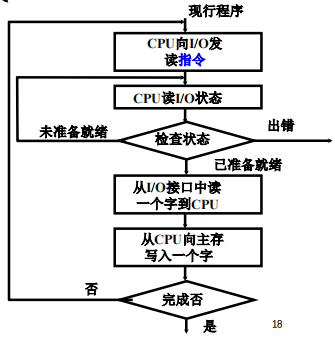 现行程序
CPU向I/O发
读指令
CPU读I/O状态
未准备就绪
检查状态
出错
已准备就绪
从I/O接口中读
一个字到CPU
从CPU向主存
写入一个字
否
完成否
是
18